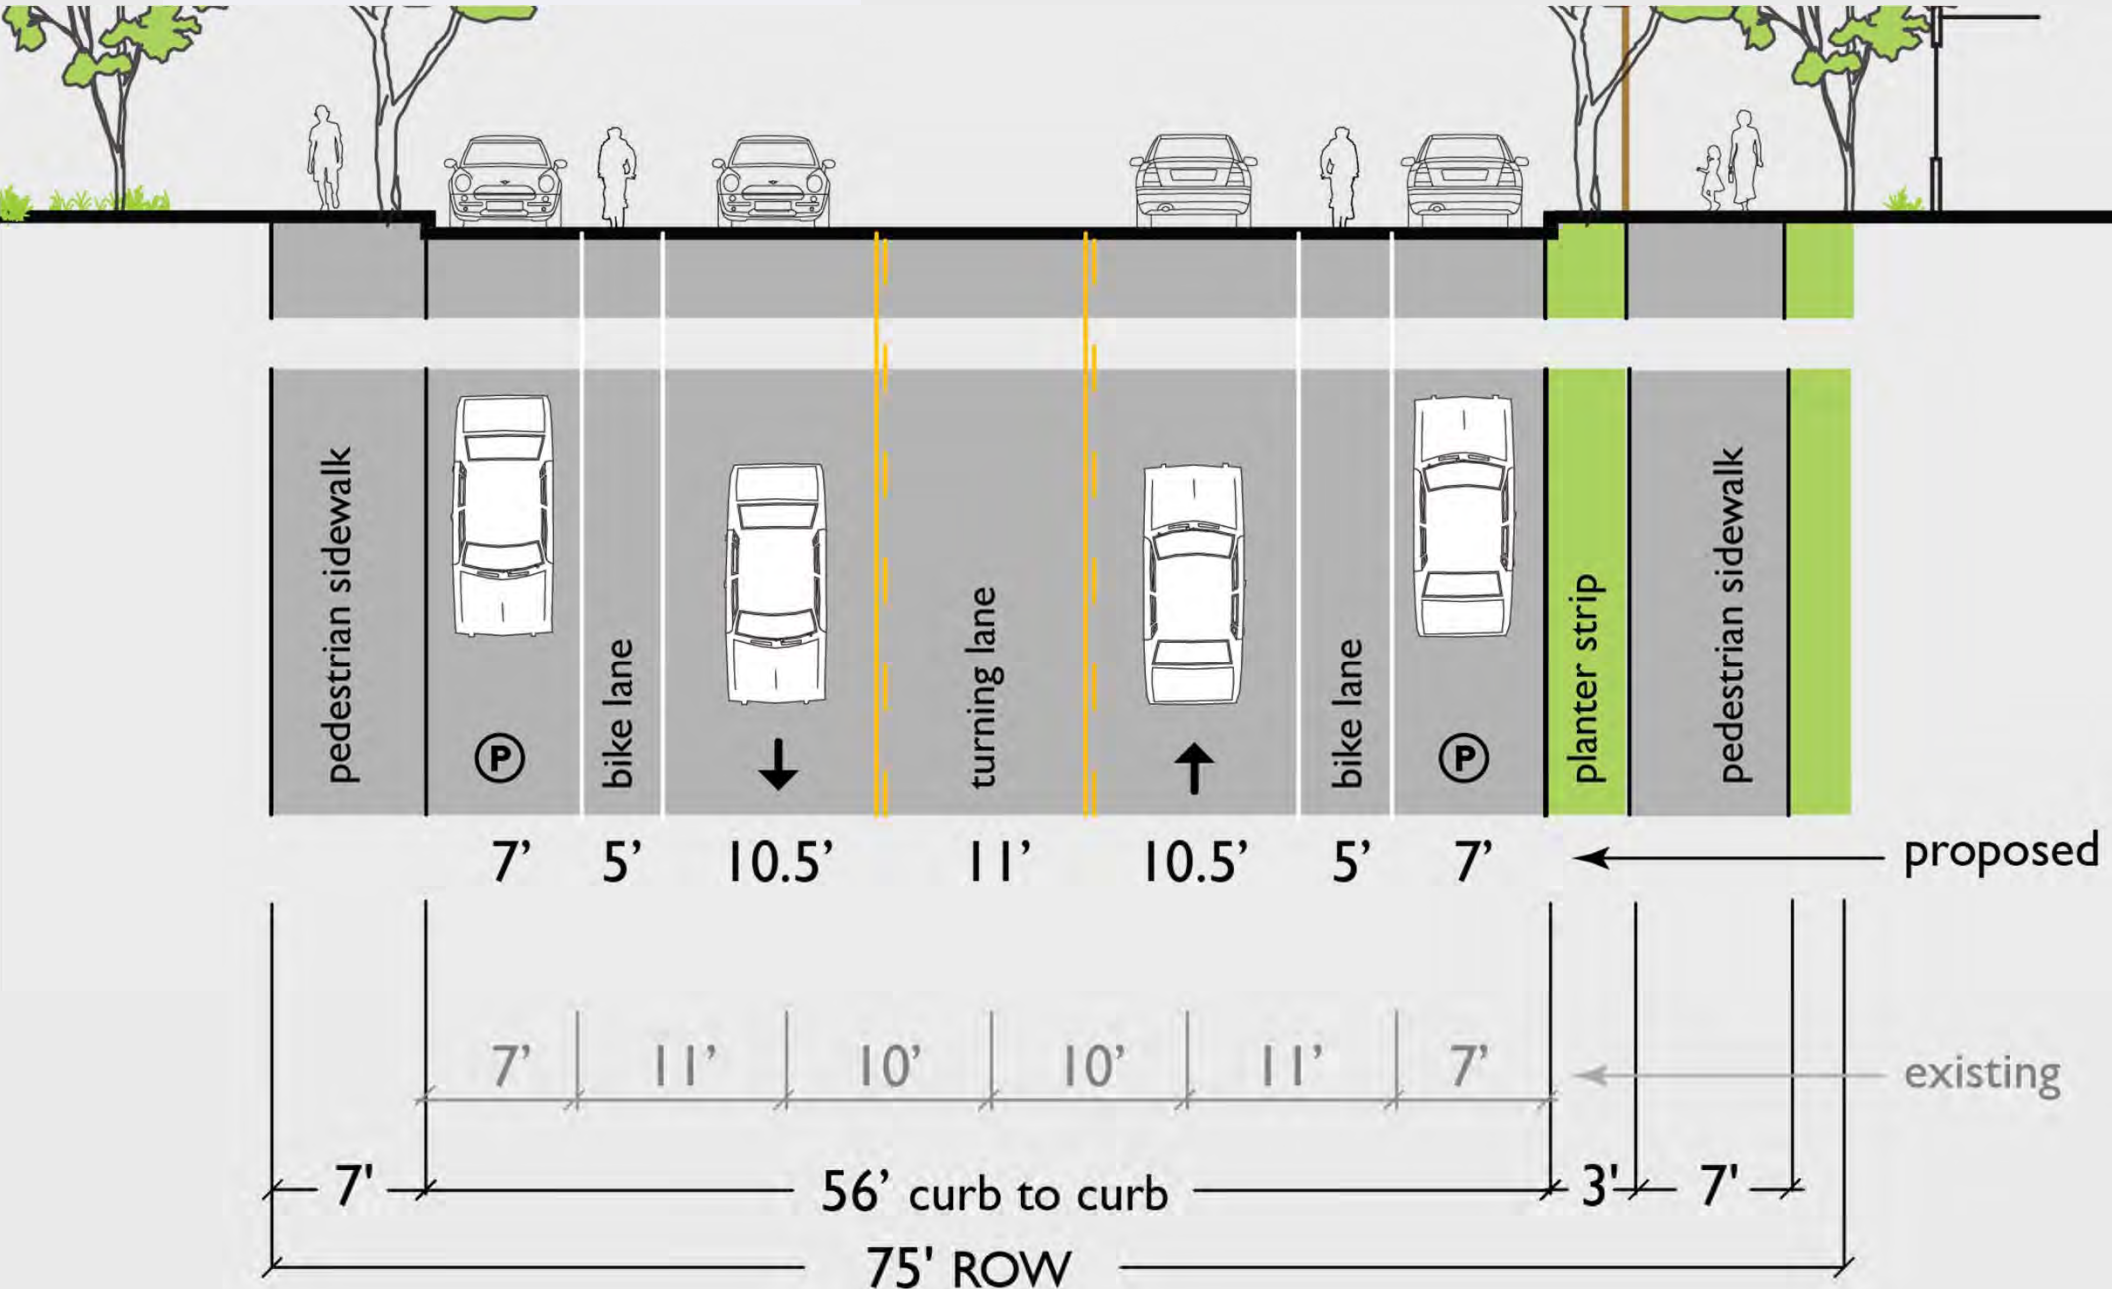 pedestrian sidewalk
P
bike lane
turning lane
bike lane
P
planter strip
pedestrian sidewalk
7’ 5’ 10.5’ 11’ 10.5’ 5’ 7’ proposed
7’ 11’ 10’ 10’ 11’ 7’ existing
7' 56’ curb to curb 3' 7'
75' ROW